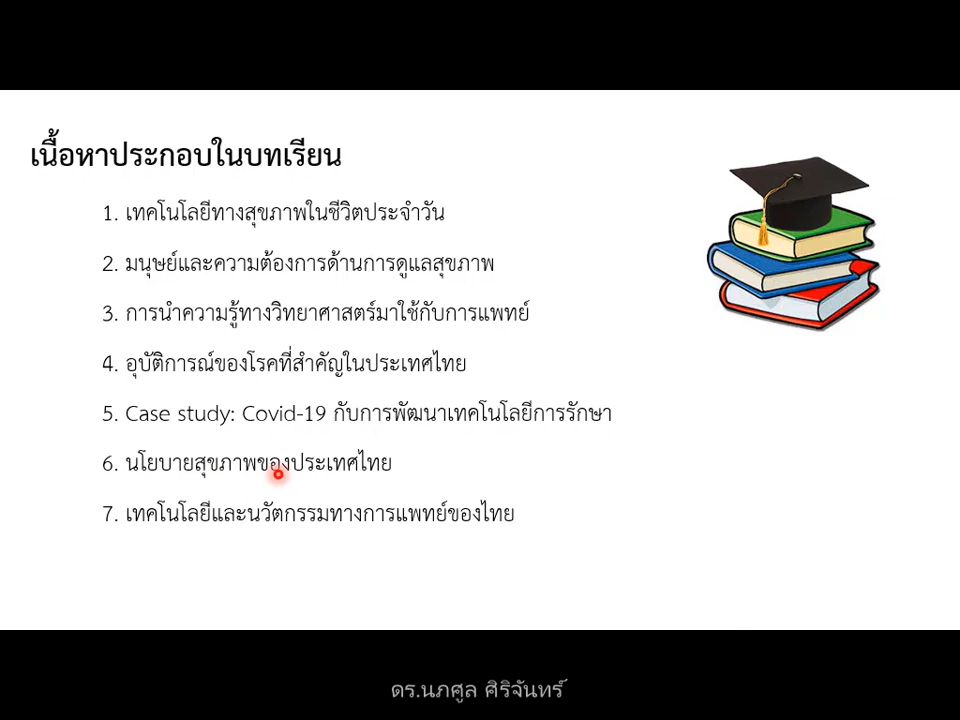 เนื้อหาประกอบในบทเรียน
1. เทคโนโลยีทางสุขภาพในชีวิตประจำวัน
2. มนุษย์และความต้องการด้านการดูแลสุขภาพ
3. การนำความรู้ทางวิทยาศาสตร์มาใช้กับการแพทย์
4. อุบัติการณ์ของโรคที่สำคัญในประเทศไทย
5. Case study: Covid-19 กับการพัฒนาเทคโนโลยีการรักษา
6. นโยบายสุขภาพของประเทศไทย
7. เทคโนโลยีและนวัตกรรมทางการแพทย์ของไทย
ดร.นภศูล ศิริจันทร์